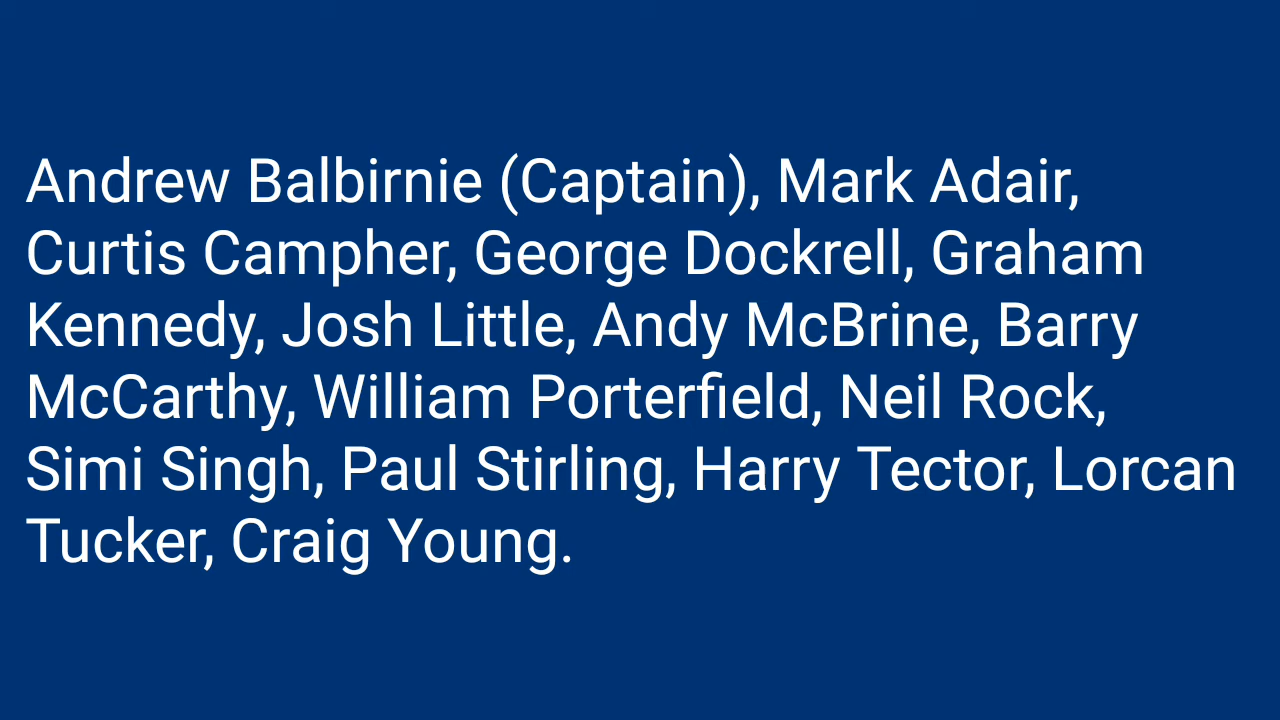 Andrew Balbirnie (Captain), Mark Adair,
Curtis Campher, George Dockrell, Graham
Kennedy, Josh Little, Andy McBrine, Barry
McCarthy, William Porterfield, Neil Rock,
Simi Singh, Paul Stirling, Harry Tector, Lorcan
Tucker, Craig Young.